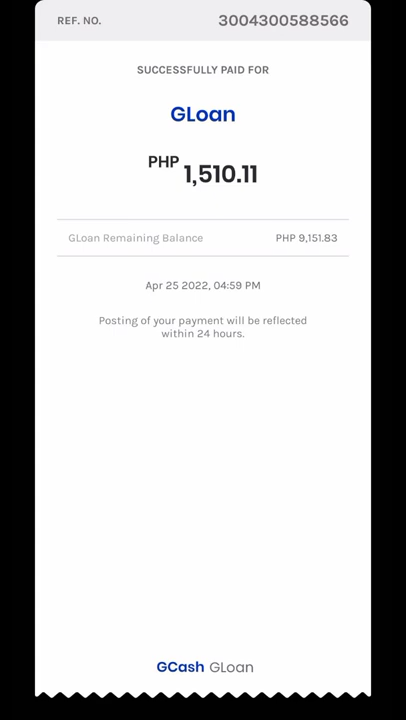 REF. NO. 3004300588566
SUCCESSFULLY PAID FOR
GLoan
PHP 1,510.11
GLoan Remaining Balance PHP 9,151.83
Apr 25 2022, 04:59 PM
Posting of your payment will be reflected
within 24 hours.
GCash GLoan